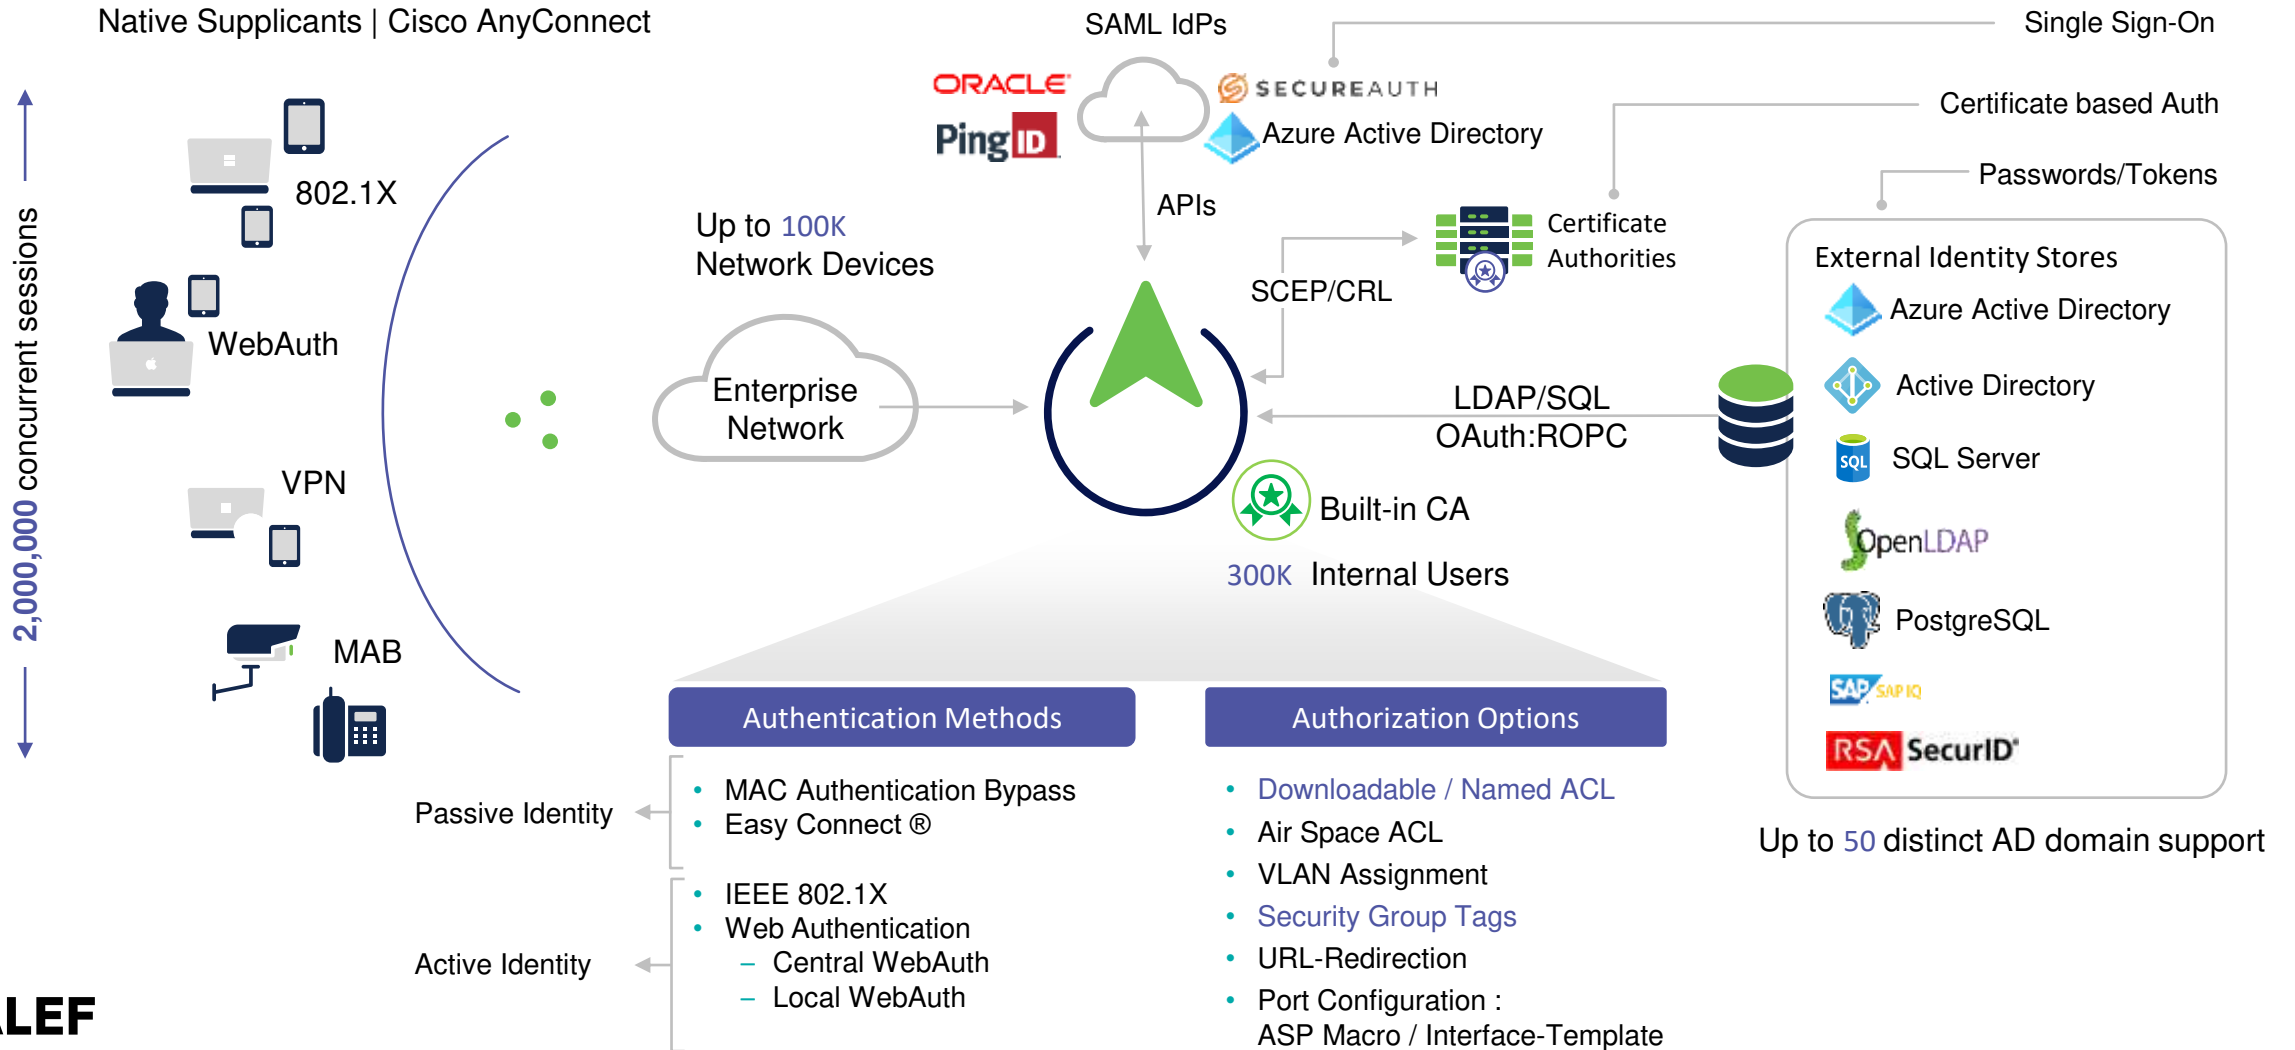 Native Supplicants | Cisco AnyConnect
2,000,000 concurrent sessions
802.1X
WebAuth
VPN
MAB
Up to 100K
Network Devices
Enterprise
Network
SAML IdPs
ORACLE
PingID
SECUREAUTH
Azure Active Directory
APIs
Single Sign-On
Certificate based Auth
Passwords/Tokens
Certificate
Authorities
SCEP/CRL
LDAP/SQL
OAuth:ROPC
Built-in CA
300K Internal Users
External Identity Stores
Azure Active Directory
Active Directory
SQL
SQL Server
OpenLDAP
PostgreSQL
SAP SAP IQ
RSA SecurID
Up to 50 distinct AD domain support
Authentication Methods
Passive Identity
• MAC Authentication Bypass
• Easy Connect ®
Active Identity
• IEEE 802.1X
• Web Authentication
– Central WebAuth
– Local WebAuth
Authorization Options
• Downloadable / Named ACL
• Air Space ACL
• VLAN Assignment
• Security Group Tags
• URL-Redirection
• Port Configuration :
ASP Macro / Interface-Template
LEF